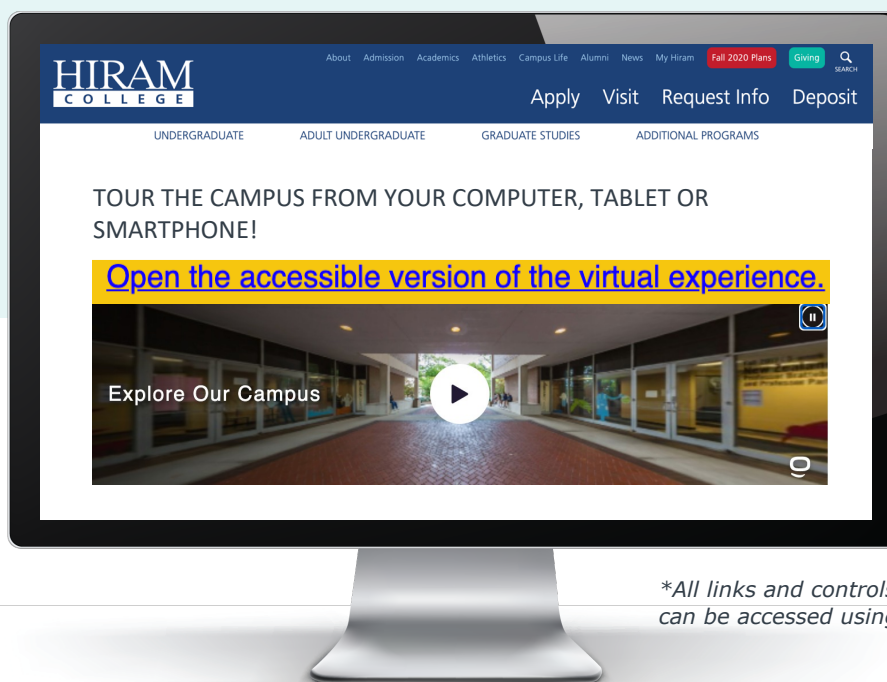 HIRAM
COLLEGE
About Admission Academics Athletics Campus Life Alumni News My Hiram Fall 2020 Plans Giving
SEARCH
Apply Visit Request Info Deposit
UNDERGRADUATE ADULT UNDERGRADUATE GRADUATE STUDIES ADDITIONAL PROGRAMS
TOUR THE CAMPUS FROM YOUR COMPUTER, TABLET OR
SMARTPHONE!
Open the accessible version of the virtual experience.
Explore Our Campus
*All links and controls
can be accessed using